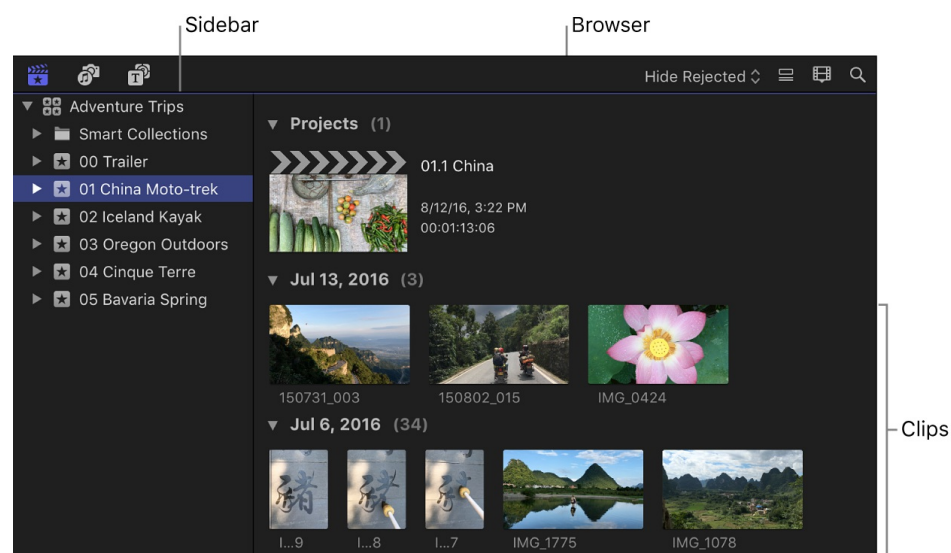 Sidebar
Browser
Hide Rejected
Adventure Trips
Smart Collections
00 Trailer
01 China Moto-trek
02 Iceland Kayak
03 Oregon Outdoors
04 Cinque Terre
05 Bavaria Spring
Projects (1)
01.1 China
8/12/16, 3:22 PM
00:01:13:06
Jul 13, 2016 (3)
150731_003
150802_015
IMG_0424
Jul 6, 2016 (34)
猪
I...9
I...8
I...7
IMG_1775
IMG_1078
Clips